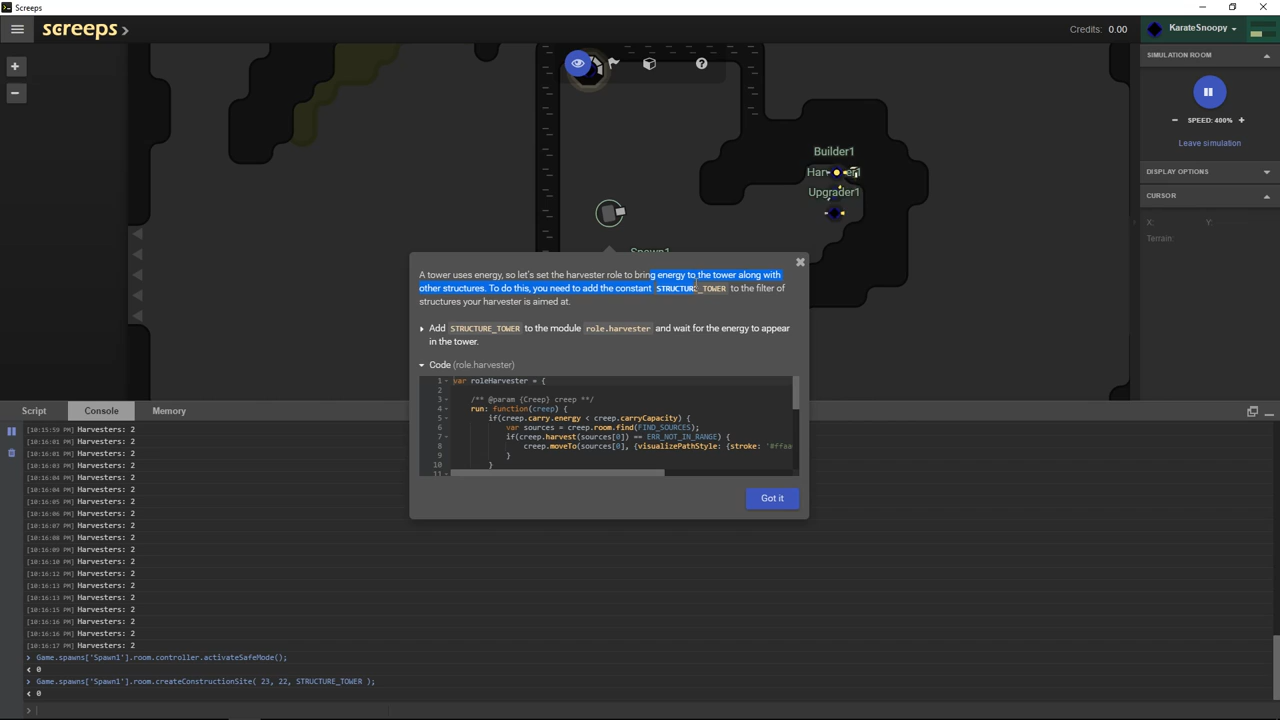 Screeps
screeps
Credits: 0.00
KarateSnoopy
SIMULATION ROOM
SPEED: 400%
Leave simulation
DISPLAY OPTIONS
CURSOR
X: Y:
Terrain:
Builder1
Upgrader1
Spawn1
A tower uses energy, so let's set the harvester role to bring energy to the tower along with
other structures. To do this, you need to add the constant STRUCTURE_TOWER to the filter of
structures your harvester is aimed at.
Add STRUCTURE_TOWER to the module role.harvester and wait for the energy to appear
in the tower.
Code (role.harvester)
1 var roleHarvester = {
2
3 /** @param {Creep} creep **/
4 run: function(creep) {
5 if(creep.carry.energy < creep.carryCapacity) {
6 var sources = creep.room.find(FIND_SOURCES);
7 if(creep.harvest(sources[0]) == ERR_NOT_IN_RANGE) {
8 creep.moveTo(sources[0], {visualizePathStyle: {stroke: '#ffaa
9 }
10 }
11
Got it
Script Console Memory
[10:15:59 PM] Harvesters: 2
[10:16:01 PM] Harvesters: 2
[10:16:03 PM] Harvesters: 2
[10:16:04 PM] Harvesters: 2
[10:16:04 PM] Harvesters: 2
[10:16:05 PM] Harvesters: 2
[10:16:06 PM] Harvesters: 2
[10:16:07 PM] Harvesters: 2
[10:16:08 PM] Harvesters: 2
[10:16:09 PM] Harvesters: 2
[10:16:10 PM] Harvesters: 2
[10:16:12 PM] Harvesters: 2
[10:16:13 PM] Harvesters: 2
[10:16:13 PM] Harvesters: 2
[10:16:15 PM] Harvesters: 2
[10:16:16 PM] Harvesters: 2
[10:16:16 PM] Harvesters: 2
[10:16:17 PM] Harvesters: 2
> Game.spawns['Spawn1'].room.controller.activateSafeMode();
< 0
> Game.spawns['Spawn1'].room.createConstructionSite( 23, 22, STRUCTURE_TOWER );
< 0
>